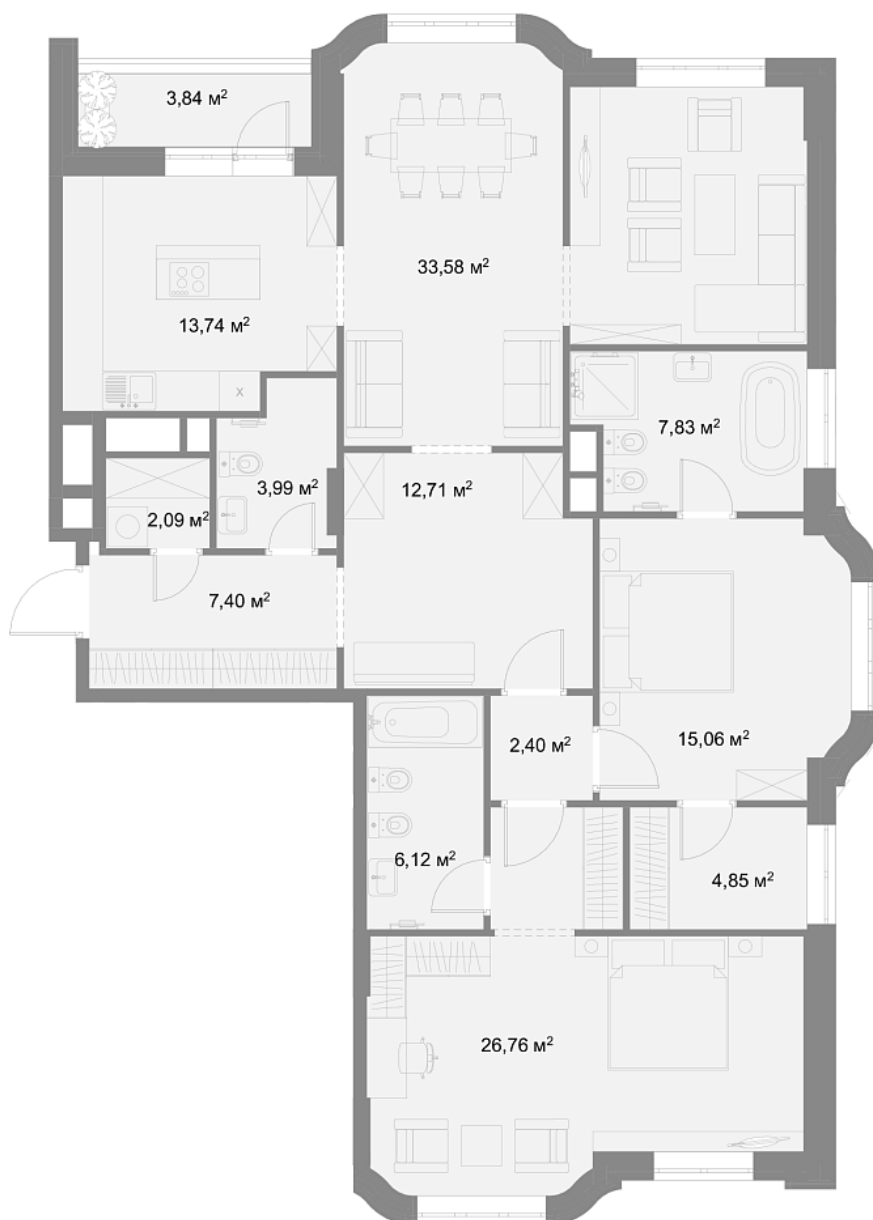 3,84 м²
33,58 м²
13,74 м²
х
7,83 м²
12,71 м²
3,99 м²
2,09 м²
7,40 м²
2,40 м²
15,06 м²
6,12 м²
4,85 м²
26,76 м²